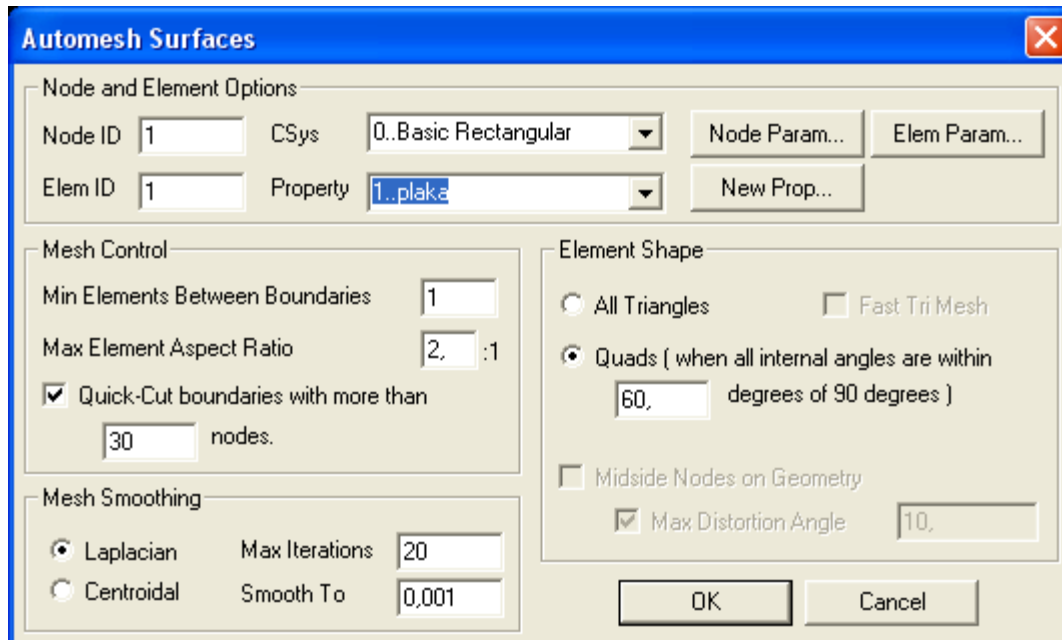 Automesh Surfaces
Node and Element Options
Node ID 1 CSys 0..Basic Rectangular Node Param... Elem Param...
Elem ID 1 Property 1..plaka New Prop...
Mesh Control
Min Elements Between Boundaries 1
Max Element Aspect Ratio 2, :1
Quick-Cut boundaries with more than
30 nodes.
Mesh Smoothing
Laplacian Max Iterations 20
Centroidal Smooth To 0,001
Element Shape
All Triangles Fast Tri Mesh
Quads ( when all internal angles are within
60, degrees of 90 degrees )
Midside Nodes on Geometry
Max Distortion Angle 10,
OK Cancel